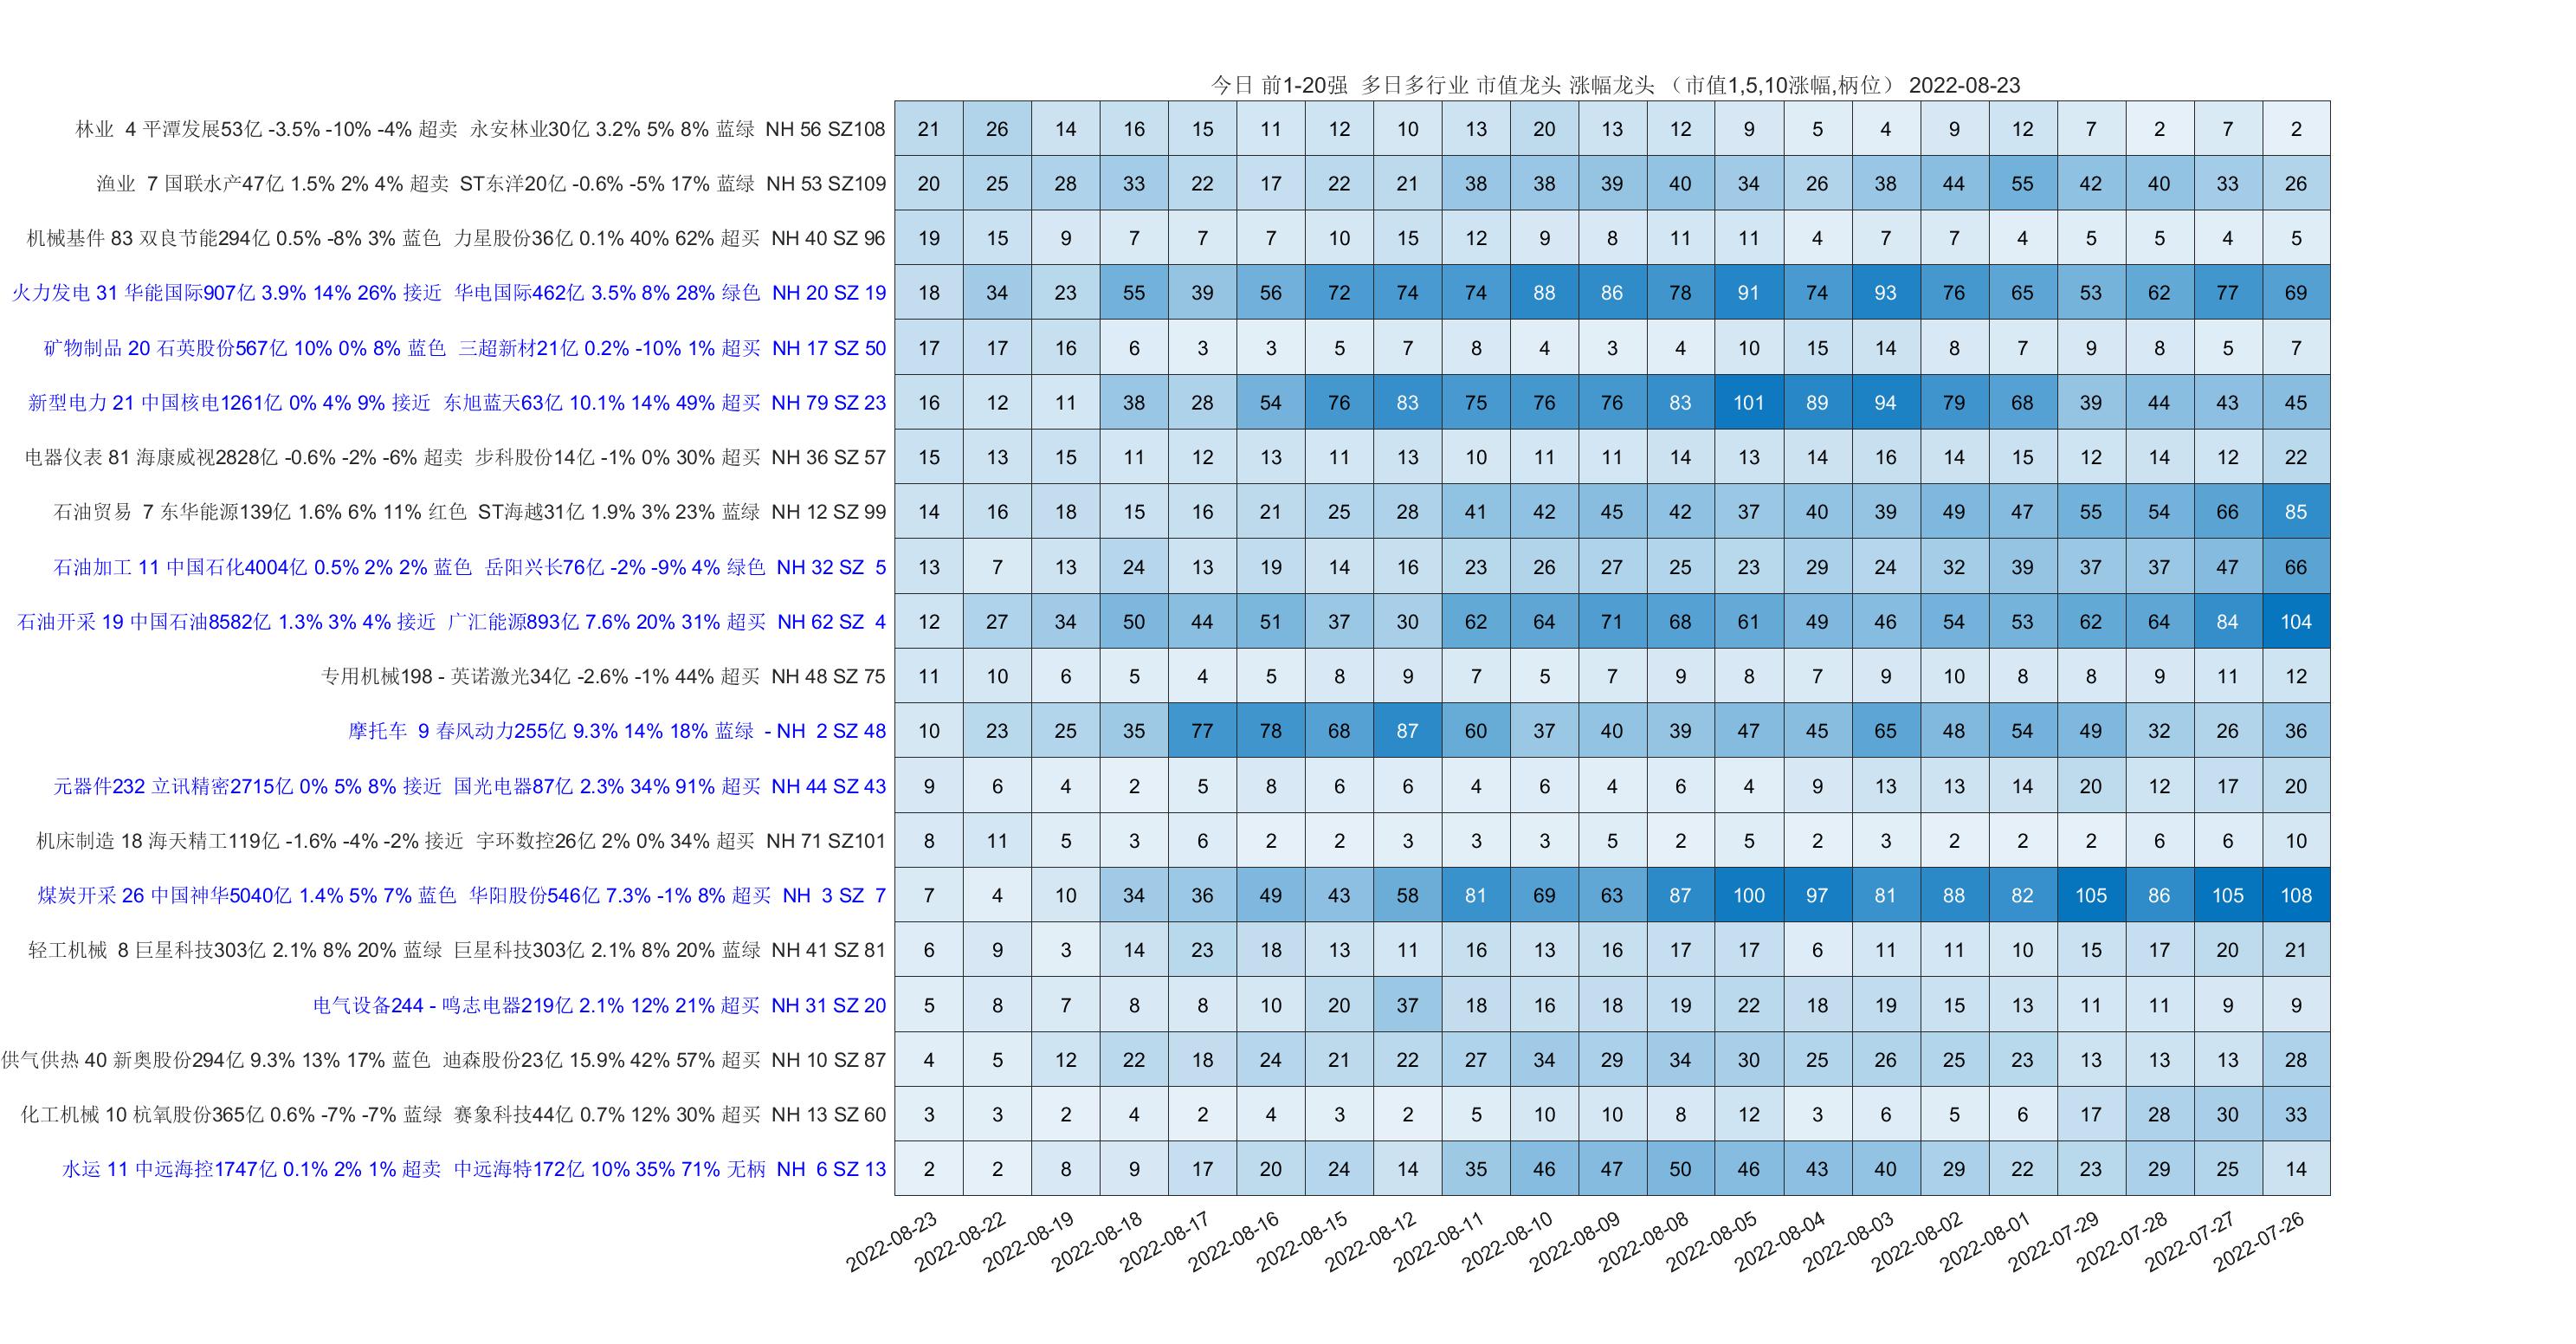 今日 前1-20强 多日多行业 市值龙头 涨幅龙头 （市值1,5,10涨幅,柄位） 2022-08-23
林业 4 平潭发展53亿 -3.5% -10% -4% 超卖 永安林业30亿 3.2% 5% 8% 蓝绿 NH 56 SZ108 21 26 14 16 15 11 12 10 13 20 13 12 9 5 4 9 12 7 2 7 2
渔业 7 国联水产47亿 1.5% 2% 4% 超卖 ST东洋20亿 -0.6% -5% 17% 蓝绿 NH 53 SZ109 20 25 28 33 22 17 22 21 38 38 39 40 34 26 38 44 55 42 40 33 26
机械基件 83 双良节能294亿 0.5% -8% 3% 蓝色 力星股份36亿 0.1% 40% 62% 超买 NH 40 SZ 96 19 15 9 7 7 7 10 15 12 9 8 11 11 4 7 7 4 5 5 4 5
火力发电 31 华能国际907亿 3.9% 14% 26% 接近 华电国际462亿 3.5% 8% 28% 绿色 NH 20 SZ 19 18 34 23 55 39 56 72 74 74 88 86 78 91 74 93 76 65 53 62 77 69
矿物制品 20 石英股份567亿 10% 0% 8% 蓝色 三超新材21亿 0.2% -10% 1% 超买 NH 17 SZ 50 17 17 16 6 3 3 5 7 8 4 3 4 10 15 14 8 7 9 8 5 7
新型电力 21 中国核电1261亿 0% 4% 9% 接近 东旭蓝天63亿 10.1% 14% 49% 超买 NH 79 SZ 23 16 12 11 38 28 54 76 83 75 76 76 83 101 89 94 79 68 39 44 43 45
电器仪表 81 海康威视2828亿 -0.6% -2% -6% 超卖 步科股份14亿 -1% 0% 30% 超买 NH 36 SZ 57 15 13 15 11 12 13 11 13 10 11 11 14 13 14 16 14 15 12 14 12 22
石油贸易 7 东华能源139亿 1.6% 6% 11% 红色 ST海越31亿 1.9% 3% 23% 蓝绿 NH 12 SZ 99 14 16 18 15 16 21 25 28 41 42 45 42 37 40 39 49 47 55 54 66 85
石油加工 11 中国石化4004亿 0.5% 2% 2% 蓝色 岳阳兴长76亿 -2% -9% 4% 绿色 NH 32 SZ 5 13 7 13 24 13 19 14 16 23 26 27 25 23 29 24 32 39 37 37 47 66
石油开采 19 中国石油8582亿 1.3% 3% 4% 接近 广汇能源893亿 7.6% 20% 31% 超买 NH 62 SZ 4 12 27 34 50 44 51 37 30 62 64 71 68 61 49 46 54 53 62 64 84 104
专用机械198 - 英诺激光34亿 -2.6% -1% 44% 超买 NH 48 SZ 75 11 10 6 5 4 5 8 9 7 5 7 9 8 7 9 10 8 8 9 11 12
摩托车 9 春风动力255亿 9.3% 14% 18% 蓝绿 - NH 2 SZ 48 10 23 25 35 77 78 68 87 60 37 40 39 47 45 65 48 54 49 32 26 36
元器件232 立讯精密2715亿 0% 5% 8% 接近 国光电器87亿 2.3% 34% 91% 超买 NH 44 SZ 43 9 6 4 2 5 8 6 6 4 6 4 6 4 9 13 13 14 20 12 17 20
机床制造 18 海天精工119亿 -1.6% -4% -2% 接近 宇环数控26亿 2% 0% 34% 超买 NH 71 SZ101 8 11 5 3 6 2 2 3 3 3 5 2 5 2 3 2 2 2 6 6 10
煤炭开采 26 中国神华5040亿 1.4% 5% 7% 蓝色 华阳股份546亿 7.3% -1% 8% 超买 NH 3 SZ 7 7 4 10 34 36 49 43 58 81 69 63 87 100 97 81 88 82 105 86 105 108
轻工机械 8 巨星科技303亿 2.1% 8% 20% 蓝绿 巨星科技303亿 2.1% 8% 20% 蓝绿 NH 41 SZ 81 6 9 3 14 23 18 13 11 16 13 16 17 17 6 11 11 10 15 17 20 21
电气设备244 - 鸣志电器219亿 2.1% 12% 21% 超买 NH 31 SZ 20 5 8 7 8 8 10 20 37 18 16 18 19 22 18 19 15 13 11 11 9 9
供气供热 40 新奥股份294亿 9.3% 13% 17% 蓝色 迪森股份23亿 15.9% 42% 57% 超买 NH 10 SZ 87 4 5 12 22 18 24 21 22 27 34 29 34 30 25 26 25 23 13 13 13 28
化工机械 10 杭氧股份365亿 0.6% -7% -7% 蓝绿 赛象科技44亿 0.7% 12% 30% 超买 NH 13 SZ 60 3 3 2 4 2 4 3 2 5 10 10 8 12 3 6 5 6 17 28 30 33
水运 11 中远海控1747亿 0.1% 2% 1% 超卖 中远海特172亿 10% 35% 71% 无柄 NH 6 SZ 13 2 2 8 9 17 20 24 14 35 46 47 50 46 43 40 29 22 23 29 25 14
2022-08-23 2022-08-22 2022-08-19 2022-08-18 2022-08-17 2022-08-16 2022-08-15 2022-08-12 2022-08-11 2022-08-10 2022-08-09 2022-08-08 2022-08-05 2022-08-04 2022-08-03 2022-08-02 2022-08-01 2022-07-29 2022-07-28 2022-07-27 2022-07-26